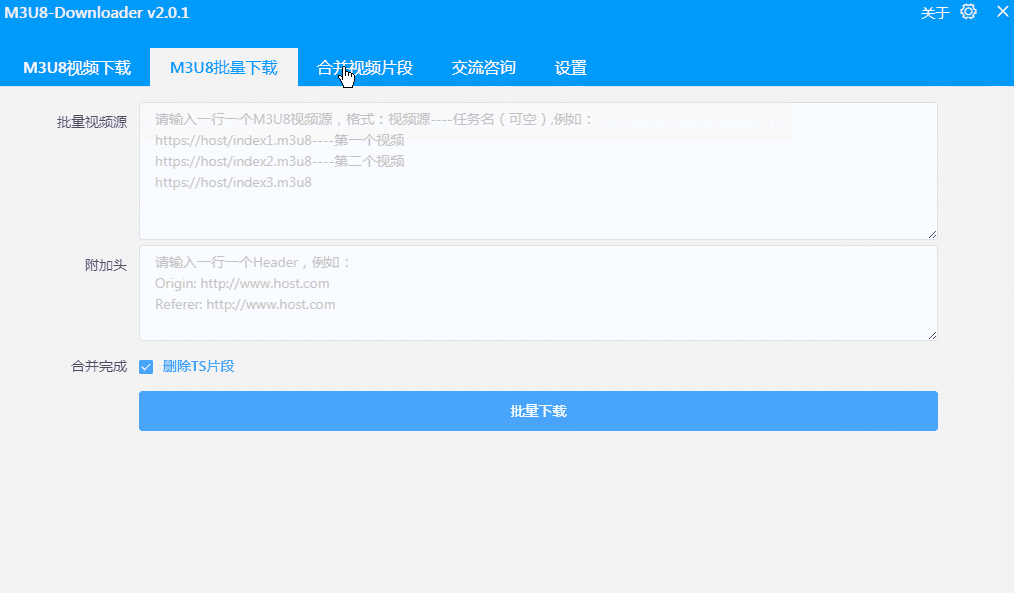 M3U8-Downloader v2.0.1
关于
M3U8视频下载
M3U8批量下载
合并视频片段
交流咨询
设置
批量视频源
请输入一行一个M3U8视频源，格式：视频源----任务名（可空）,例如：
https://host/index1.m3u8----第一个视频
https://host/index2.m3u8----第二个视频
https://host/index3.m3u8
附加头
请输入一行一个Header，例如：
Origin: http://www.host.com
Referer: http://www.host.com
合并完成
删除TS片段
批量下载